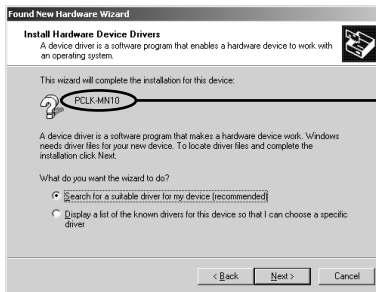 Found New Hardware Wizard
Install Hardware Device Drivers
A device driver is a software program that enables a hardware device to work with
an operating system.
This wizard will complete the installation for this device:
PCLK-MN10
A device driver is a software program that makes a hardware device work. Windows
needs driver files for your new device. To locate driver files and complete the
installation click Next.
What do you want the wizard to do?
Search for a suitable driver for my device (recommended)
Display a list of the known drivers for this device so that I can choose a specific
driver
< Back
Next >
Cancel